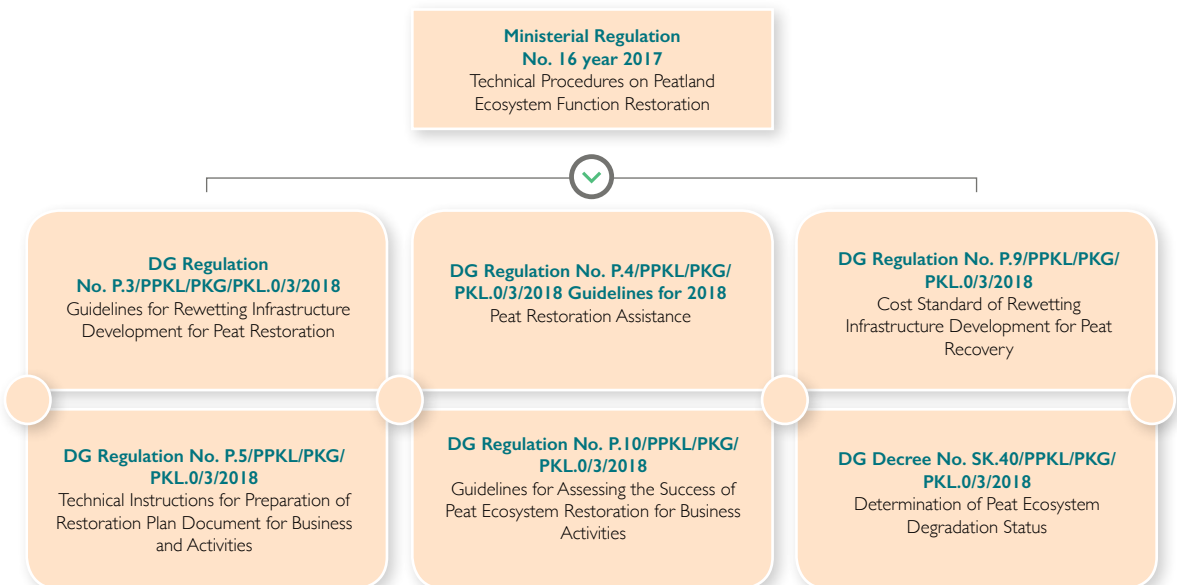 Ministerial Regulation
No. 16 year 2017
Technical Procedures on Peatland
Ecosystem Function Restoration
DG Regulation
No. P.3/PPKL/PKG/PKL.0/3/2018
Guidelines for Rewetting Infrastructure
Development for Peat Restoration
DG Regulation No. P.4/PPKL/PKG/
PKL.0/3/2018 Guidelines for 2018
Peat Restoration Assistance
DG Regulation No. P.9/PPKL/PKG/
PKL.0/3/2018
Cost Standard of Rewetting
Infrastructure Development for Peat
Recovery
DG Regulation No. P.5/PPKL/PKG/
PKL.0/3/2018
Technical Instructions for Preparation of
Restoration Plan Document for Business
and Activities
DG Regulation No. P.10/PPKL/PKG/
PKL.0/3/2018
Guidelines for Assessing the Success of
Peat Ecosystem Restoration for Business
Activities
DG Decree No. SK.40/PPKL/PKG/
PKL.0/3/2018
Determination of Peat Ecosystem
Degradation Status